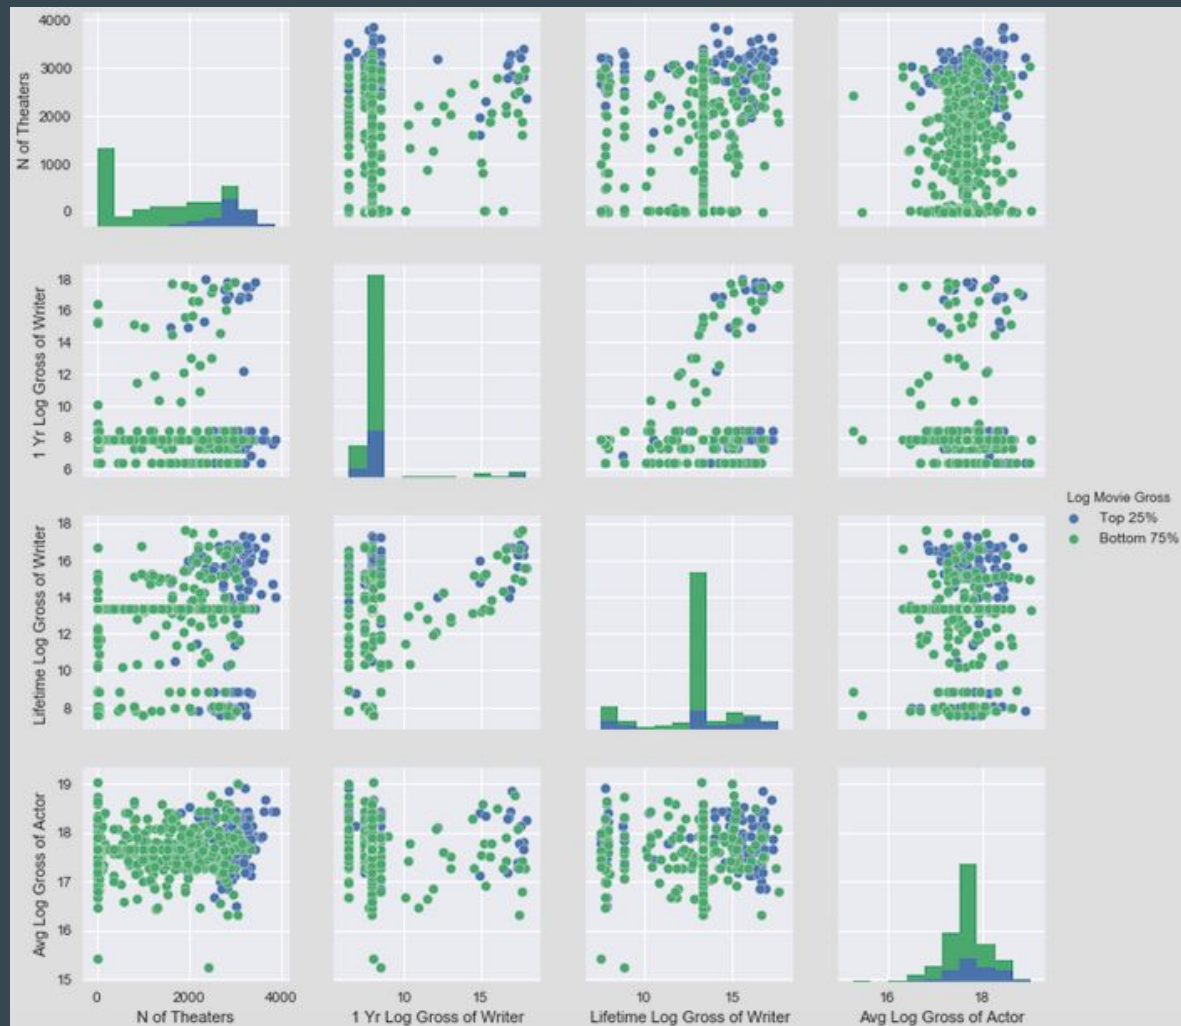 N of Theaters
4000
3000
2000
1000
0
1 Yr Log Gross of Writer
18
16
14
12
10
8
6
Log Movie Gross
Top 25%
Bottom 75%
Lifetime Log Gross of Writer
18
16
14
12
10
8
Avg Log Gross of Actor
19
18
17
16
15
0 2000 4000 10 15 10 15 16 18
N of Theaters 1 Yr Log Gross of Writer Lifetime Log Gross of Writer Avg Log Gross of Actor